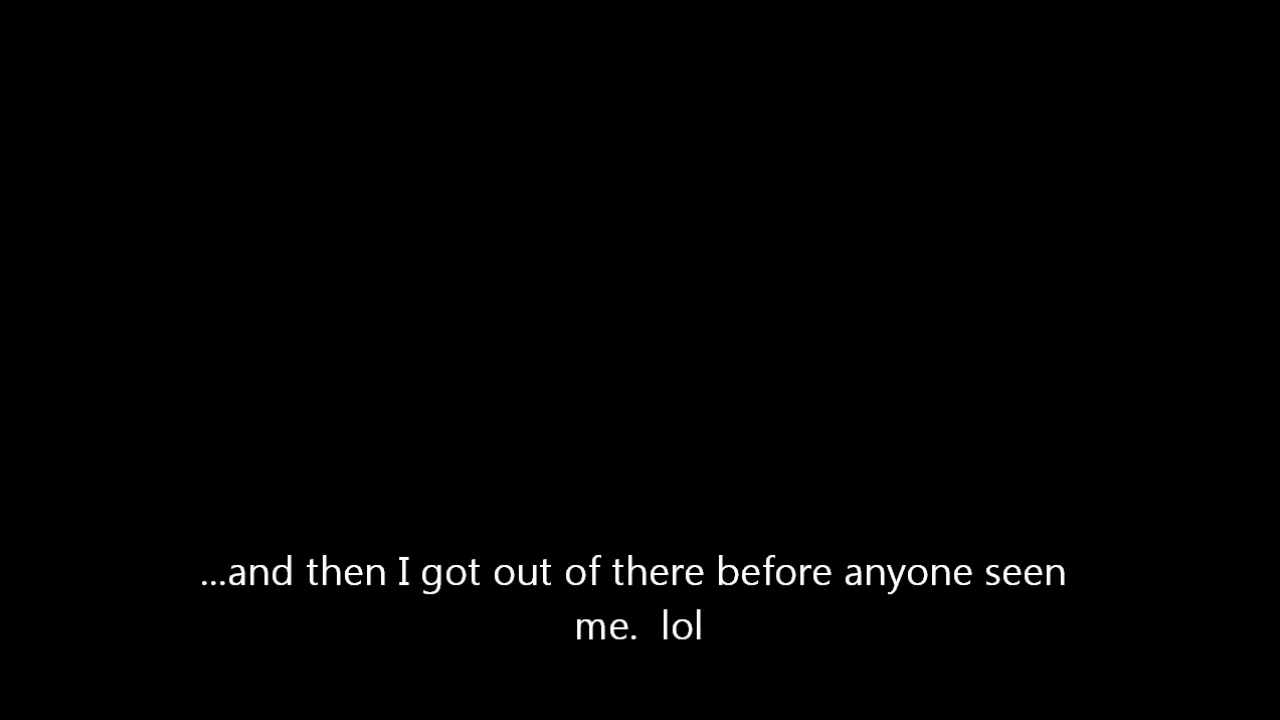 ...and then I got out of there before anyone seen
me.  lol